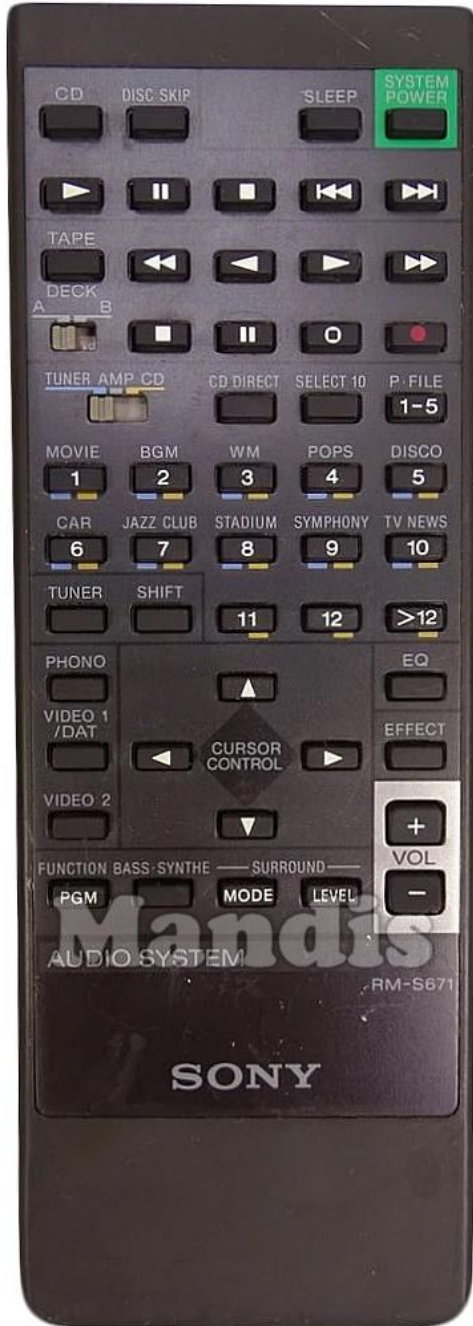 CD DISC SKIP SLEEP SYSTEM POWER
TAPE
DECK
A B
TUNER AMP CD CD DIRECT SELECT 10 P·FILE
1-5
MOVIE BGM WM POPS DISCO
1 2 3 4 5
CAR JAZZ CLUB STADIUM SYMPHONY TV NEWS
6 7 8 9 10
TUNER SHIFT
11 12 >12
PHONO EQ
VIDEO 1
/DAT
EFFECT
CURSOR
CONTROL
VIDEO 2
+
VOL
-
FUNCTION BASS·SYNTHE SURROUND
PGM MODE LEVEL
Mandis
AUDIO SYSTEM
RM-S671
SONY